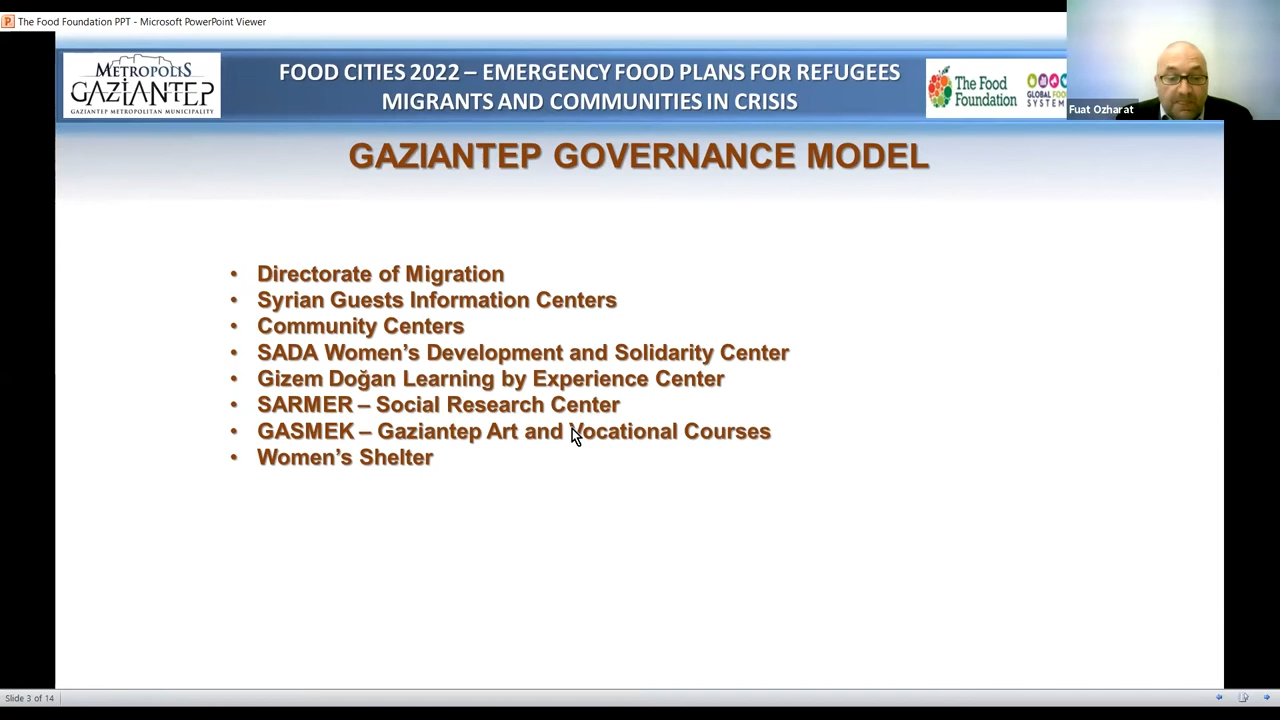 The Food Foundation PPT - Microsoft PowerPoint Viewer
METROPOLIS
GAZIANTEP
GAZIANTEP METROPOLITAN MUNICIPALITY
FOOD CITIES 2022 – EMERGENCY FOOD PLANS FOR REFUGEES
MIGRANTS AND COMMUNITIES IN CRISIS
The Food
Foundation
GLOBAL
SYSTEM
Fuat Ozharat
GAZIANTEP GOVERNANCE MODEL
• Directorate of Migration
• Syrian Guests Information Centers
• Community Centers
• SADA Women’s Development and Solidarity Center
• Gizem Doğan Learning by Experience Center
• SARMER – Social Research Center
• GASMEK – Gaziantep Art and Vocational Courses
• Women’s Shelter
Slide 3 of 14